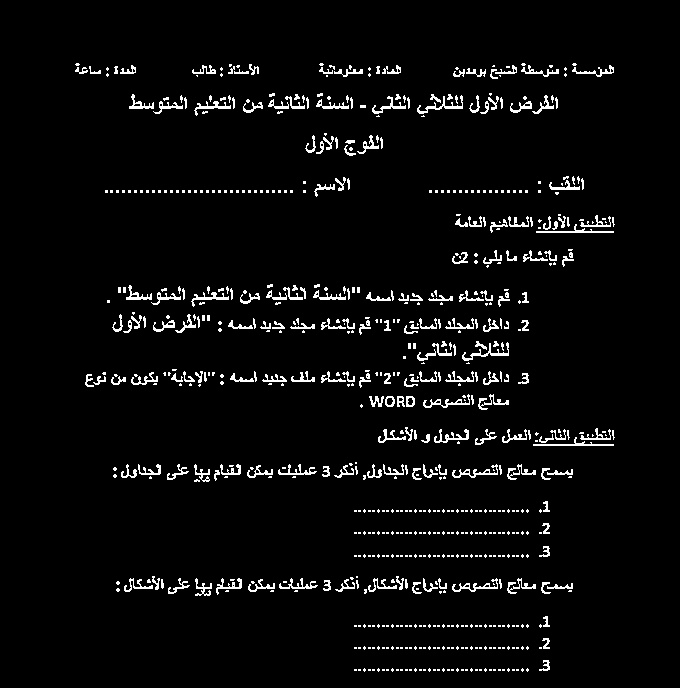 المؤسسة : متوسطة الشيخ بومدين المادة : معلوماتية الأستاذ : طالب المدة : ساعة
الفرض الأول للثلاثي الثاني - السنة الثانية من التعليم المتوسط
الفوج الأول
اللقب : ................. الاسم : ................................
التطبيق الأول: المفاهيم العامة
قم بإنشاء ما يلي : 2ن
1. قم بإنشاء مجلد جديد اسمه "السنة الثانية من التعليم المتوسط" .
2. داخل المجلد السابق "1" قم بإنشاء مجلد جديد اسمه : "الفرض الأول
للثلاثي الثاني".
3. داخل المجلد السابق "2" قم بإنشاء ملف جديد اسمه : "الإجابة" يكون من نوع
معالج النصوص WORD .
التطبيق الثاني: العمل على الجدول و الأشكال
يسمح معالج النصوص بإدراج الجداول, أذكر 3 عمليات يمكن القيام بها على الجداول :
1. ......................................
2. ......................................
3. ......................................
يسمح معالج النصوص بإدراج الأشكال, أذكر 3 عمليات يمكن القيام بها على الأشكال :
1. ......................................
2. ......................................
3. ......................................